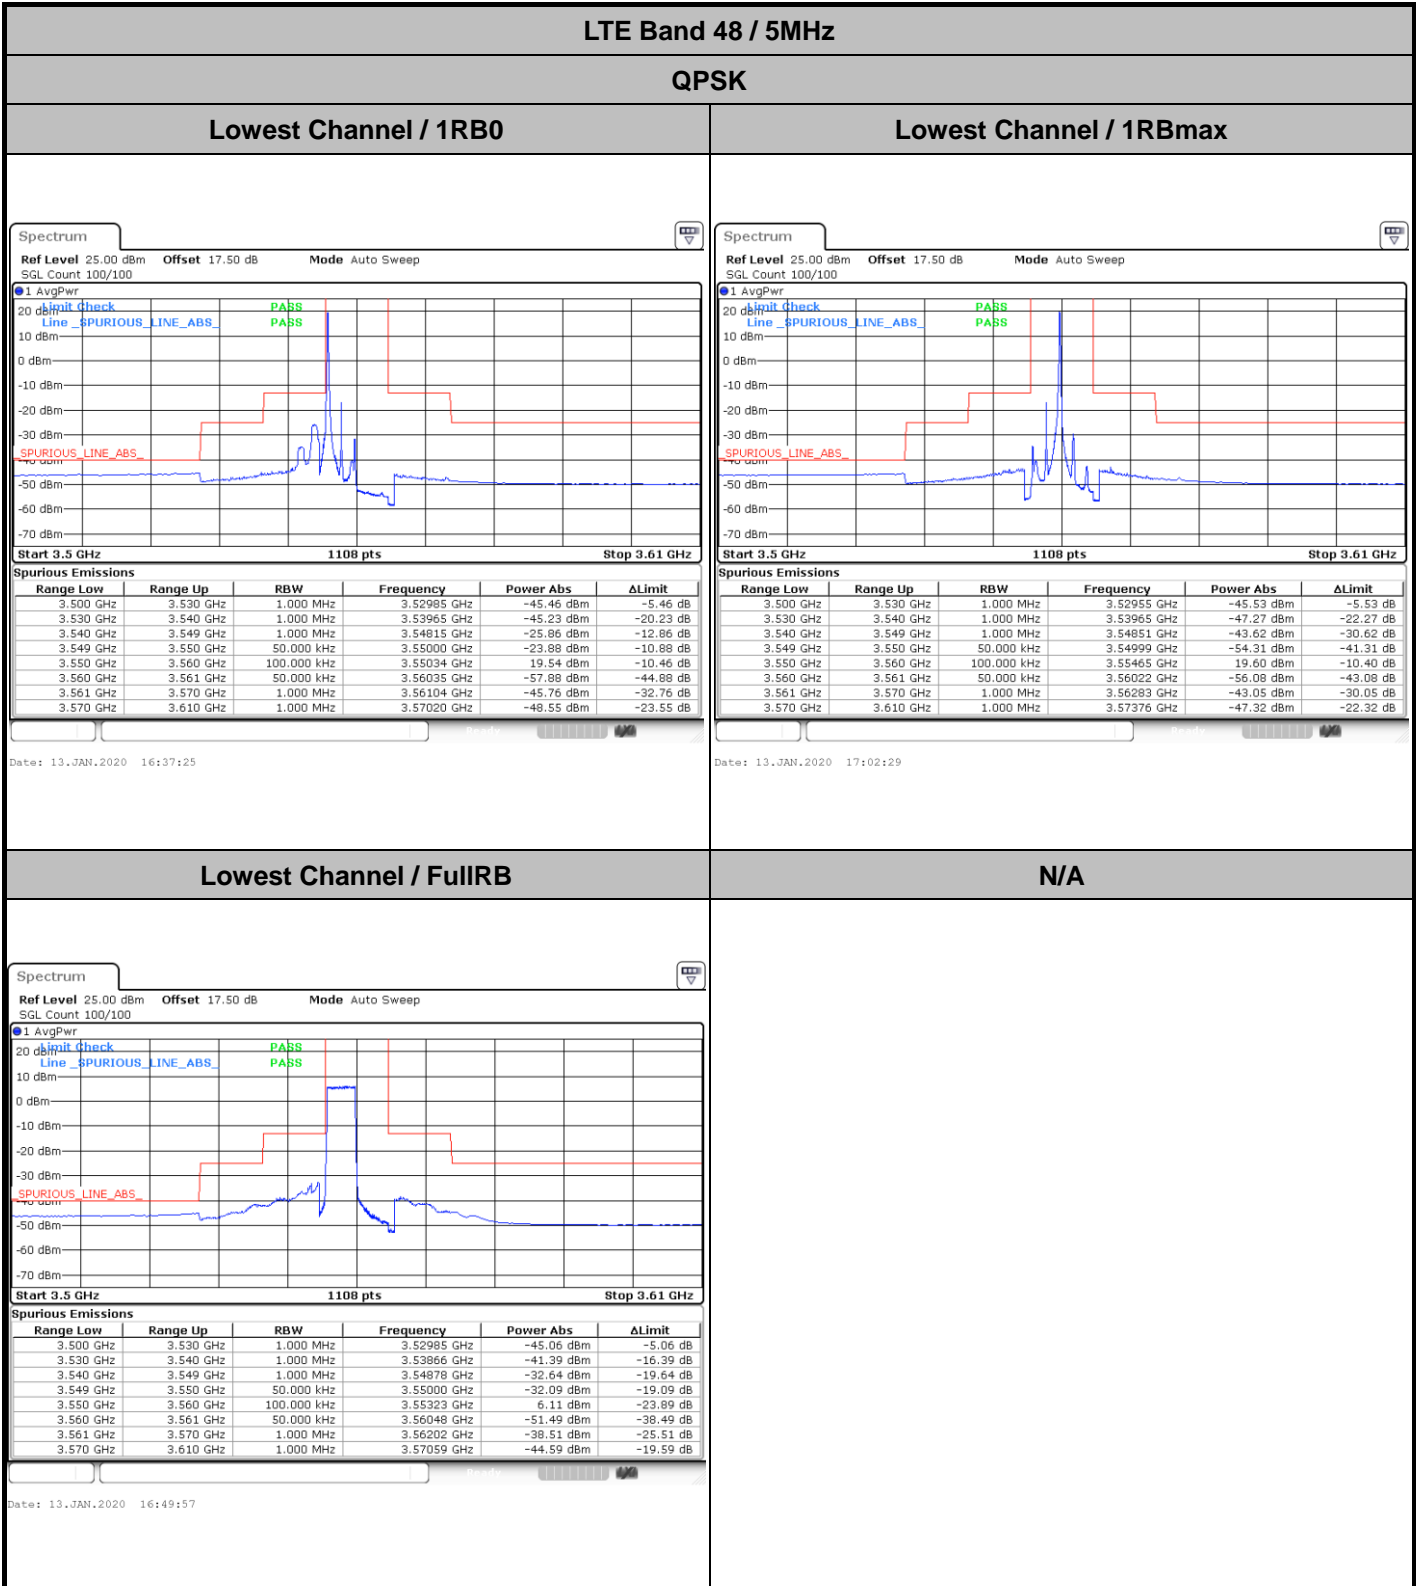 LTE Band 48 / 5MHz
QPSK
Lowest Channel / 1RB0
Lowest Channel / 1RBmax
Spectrum
Ref Level 25.00 dBm Offset 17.50 dB Mode Auto Sweep
SGL Count 100/100
1 AvgPwr
Limit Check PASS
Line _SPURIOUS_LINE_ABS_ PASS
20 dBm
10 dBm
0 dBm
-10 dBm
-20 dBm
-30 dBm
_SPURIOUS_LINE_ABS_
-40 dBm
-50 dBm
-60 dBm
-70 dBm
Start 3.5 GHz 1108 pts Stop 3.61 GHz
Spurious Emissions
Range Low Range Up RBW Frequency Power Abs ΔLimit
3.500 GHz 3.530 GHz 1.000 MHz 3.52985 GHz -45.46 dBm -5.46 dB
3.530 GHz 3.540 GHz 1.000 MHz 3.53965 GHz -45.23 dBm -20.23 dB
3.540 GHz 3.549 GHz 1.000 MHz 3.54815 GHz -25.86 dBm -12.86 dB
3.549 GHz 3.550 GHz 50.000 kHz 3.55000 GHz -23.88 dBm -10.88 dB
3.550 GHz 3.560 GHz 100.000 kHz 3.55034 GHz 19.54 dBm -10.46 dB
3.560 GHz 3.561 GHz 50.000 kHz 3.56035 GHz -57.88 dBm -44.88 dB
3.561 GHz 3.570 GHz 1.000 MHz 3.56104 GHz -45.76 dBm -32.76 dB
3.570 GHz 3.610 GHz 1.000 MHz 3.57020 GHz -48.55 dBm -23.55 dB
Ready
Date: 13.JAN.2020 16:37:25
Spectrum
Ref Level 25.00 dBm Offset 17.50 dB Mode Auto Sweep
SGL Count 100/100
1 AvgPwr
Limit Check PASS
Line _SPURIOUS_LINE_ABS_ PASS
20 dBm
10 dBm
0 dBm
-10 dBm
-20 dBm
-30 dBm
_SPURIOUS_LINE_ABS_
-40 dBm
-50 dBm
-60 dBm
-70 dBm
Start 3.5 GHz 1108 pts Stop 3.61 GHz
Spurious Emissions
Range Low Range Up RBW Frequency Power Abs ΔLimit
3.500 GHz 3.530 GHz 1.000 MHz 3.52955 GHz -45.53 dBm -5.53 dB
3.530 GHz 3.540 GHz 1.000 MHz 3.53965 GHz -47.27 dBm -22.27 dB
3.540 GHz 3.549 GHz 1.000 MHz 3.54851 GHz -43.62 dBm -30.62 dB
3.549 GHz 3.550 GHz 50.000 kHz 3.54999 GHz -54.31 dBm -41.31 dB
3.550 GHz 3.560 GHz 100.000 kHz 3.55465 GHz 19.60 dBm -10.40 dB
3.560 GHz 3.561 GHz 50.000 kHz 3.56022 GHz -56.08 dBm -43.08 dB
3.561 GHz 3.570 GHz 1.000 MHz 3.56283 GHz -43.05 dBm -30.05 dB
3.570 GHz 3.610 GHz 1.000 MHz 3.57376 GHz -47.32 dBm -22.32 dB
Ready
Date: 13.JAN.2020 17:02:29
Lowest Channel / FullRB
N/A
Spectrum
Ref Level 25.00 dBm Offset 17.50 dB Mode Auto Sweep
SGL Count 100/100
1 AvgPwr
Limit Check PASS
Line _SPURIOUS_LINE_ABS_ PASS
20 dBm
10 dBm
0 dBm
-10 dBm
-20 dBm
-30 dBm
_SPURIOUS_LINE_ABS_
-40 dBm
-50 dBm
-60 dBm
-70 dBm
Start 3.5 GHz 1108 pts Stop 3.61 GHz
Spurious Emissions
Range Low Range Up RBW Frequency Power Abs ΔLimit
3.500 GHz 3.530 GHz 1.000 MHz 3.52985 GHz -45.06 dBm -5.06 dB
3.530 GHz 3.540 GHz 1.000 MHz 3.53866 GHz -41.39 dBm -16.39 dB
3.540 GHz 3.549 GHz 1.000 MHz 3.54878 GHz -32.64 dBm -19.64 dB
3.549 GHz 3.550 GHz 50.000 kHz 3.55000 GHz -32.09 dBm -19.09 dB
3.550 GHz 3.560 GHz 100.000 kHz 3.55323 GHz 6.11 dBm -23.89 dB
3.560 GHz 3.561 GHz 50.000 kHz 3.56048 GHz -51.49 dBm -38.49 dB
3.561 GHz 3.570 GHz 1.000 MHz 3.56202 GHz -38.51 dBm -25.51 dB
3.570 GHz 3.610 GHz 1.000 MHz 3.57059 GHz -44.59 dBm -19.59 dB
Ready
Date: 13.JAN.2020 16:49:57